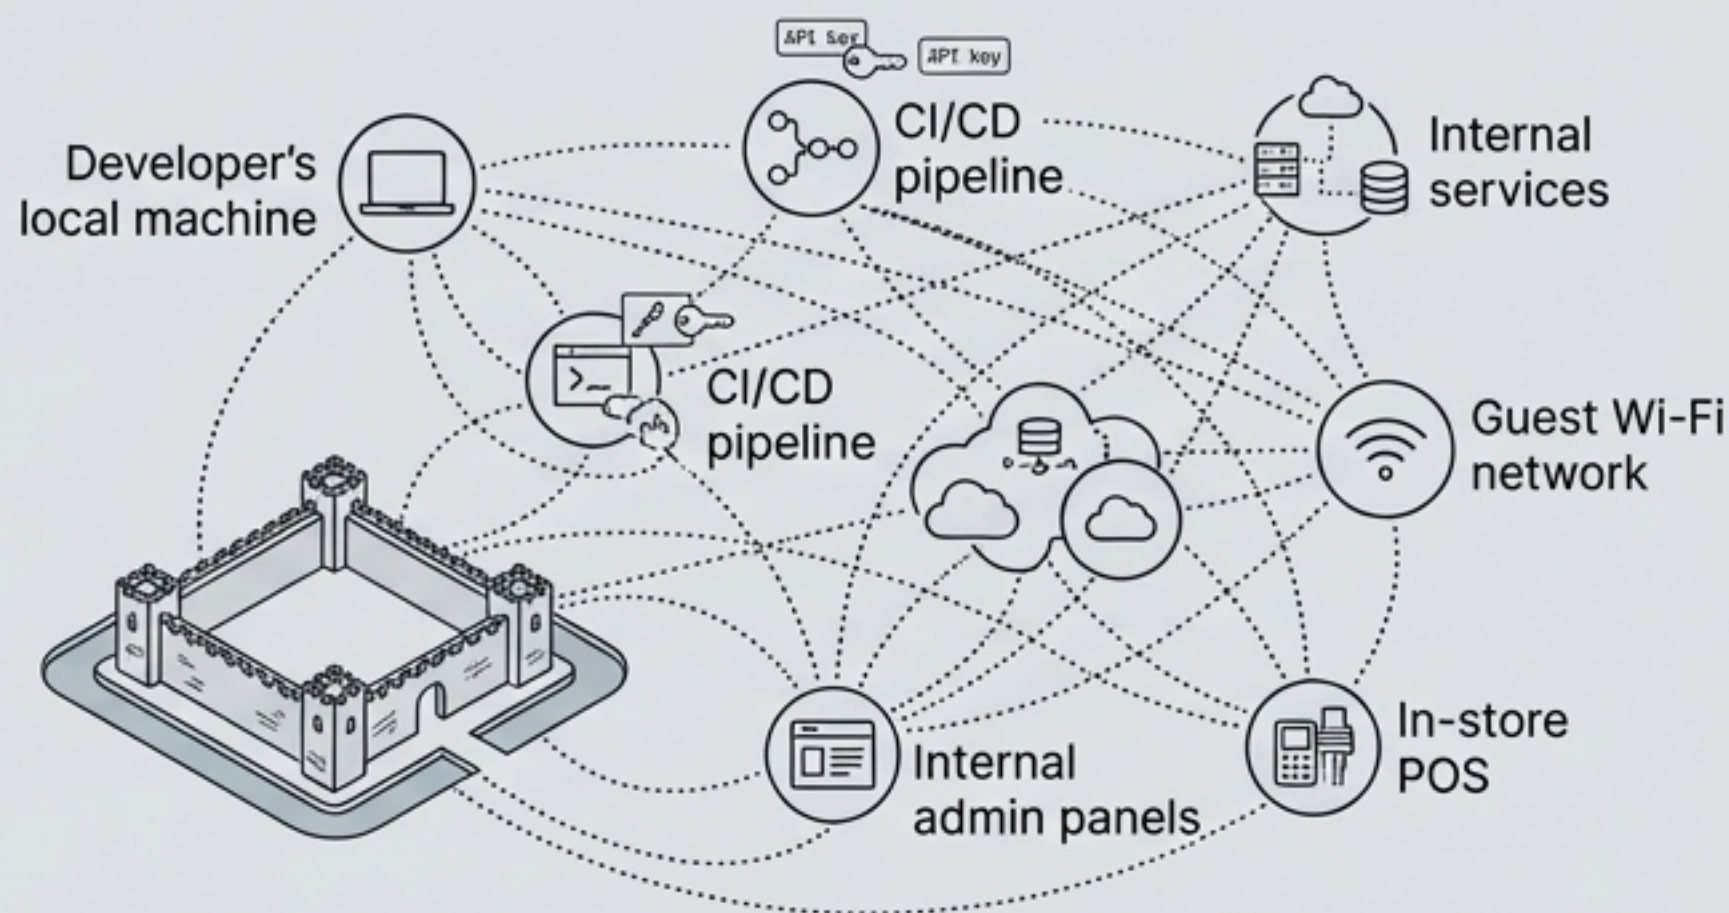 API key
CI/CD
pipeline
Developer's
local machine
Internal
services
CI/CD
pipeline
Guest Wi-Fi
network
Internal
admin panels
In-store
POS